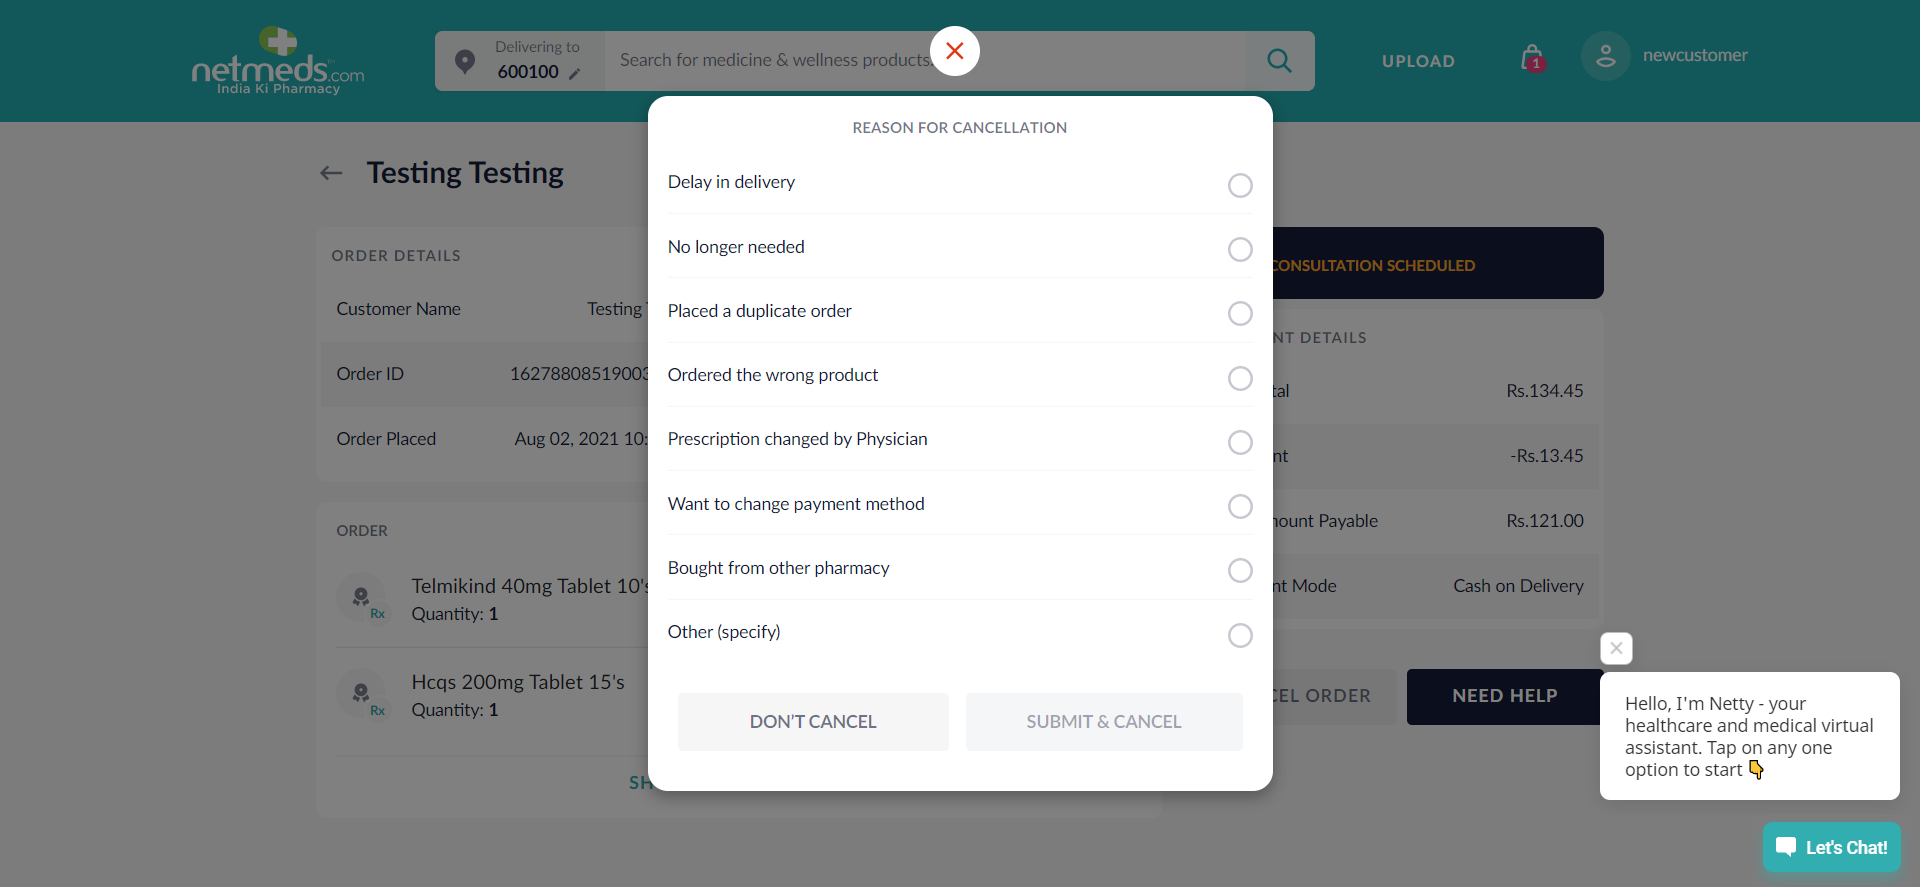 netmeds.com
India Ki Pharmacy
Delivering to
600100
Search for medicine & wellness products.
UPLOAD
1
newcustomer
Testing Testing
ORDER DETAILS
Customer Name Testing
Order ID 16278808519003
Order Placed Aug 02, 2021 10:
ORDER
Telmikind 40mg Tablet 10's
Rx
Quantity: 1
Hcqs 200mg Tablet 15's
Rx
Quantity: 1
SH
REASON FOR CANCELLATION
Delay in delivery
No longer needed
Placed a duplicate order
Ordered the wrong product
Prescription changed by Physician
Want to change payment method
Bought from other pharmacy
Other (specify)
DON'T CANCEL
SUBMIT & CANCEL
CONSULTATION SCHEDULED
NT DETAILS
tal Rs.134.45
nt -Rs.13.45
ount Payable Rs.121.00
nt Mode Cash on Delivery
CEL ORDER
NEED HELP
Hello, I'm Netty - your
healthcare and medical virtual
assistant. Tap on any one
option to start 👇
Let's Chat!